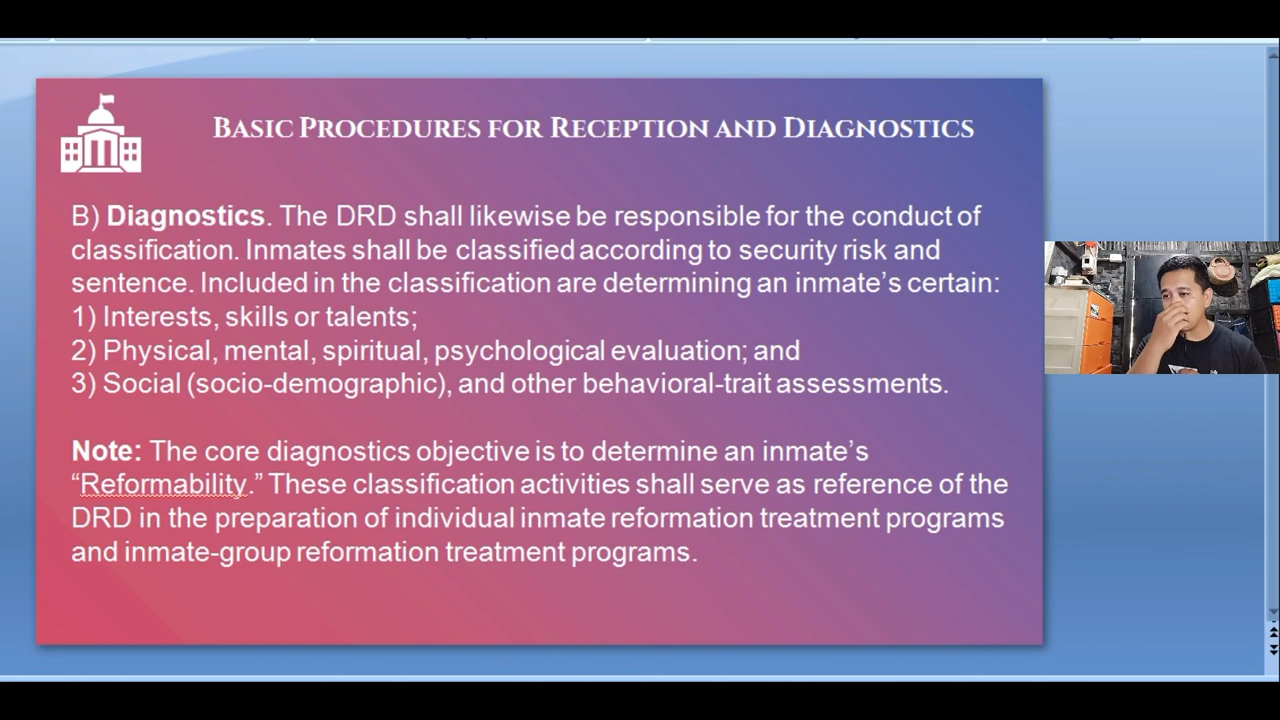 BASIC PROCEDURES FOR RECEPTION AND DIAGNOSTICS
B) Diagnostics. The DRD shall likewise be responsible for the conduct of
classification. Inmates shall be classified according to security risk and
sentence. Included in the classification are determining an inmate’s certain:
1) Interests, skills or talents;
2) Physical, mental, spiritual, psychological evaluation; and
3) Social (socio-demographic), and other behavioral-trait assessments.
Note: The core diagnostics objective is to determine an inmate’s
“Reformability.” These classification activities shall serve as reference of the
DRD in the preparation of individual inmate reformation treatment programs
and inmate-group reformation treatment programs.